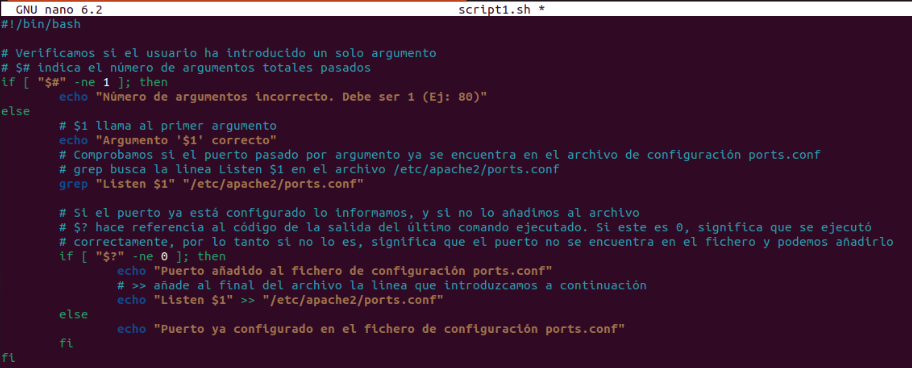 GNU nano 6.2 script1.sh *
#!/bin/bash
# Verificamos si el usuario ha introducido un solo argumento
# $# indica el número de argumentos totales pasados
if [ "$#" -ne 1 ]; then
echo "Número de argumentos incorrecto. Debe ser 1 (Ej: 80)"
else
# $1 llama al primer argumento
echo "Argumento '$1' correcto"
# Comprobamos si el puerto pasado por argumento ya se encuentra en el archivo de configuración ports.conf
# grep busca la linea Listen $1 en el archivo /etc/apache2/ports.conf
grep "Listen $1" "/etc/apache2/ports.conf"
# Si el puerto ya está configurado lo informamos, y si no lo añadimos al archivo
# $? hace referencia al código de la salida del último comando ejecutado. Si este es 0, significa que se ejecutó
# correctamente, por lo tanto si no lo es, significa que el puerto no se encuentra en el fichero y podemos añadirlo
if [ "$?" -ne 0 ]; then
echo "Puerto añadido al fichero de configuración ports.conf"
# >> añade al final del archivo la linea que introduzcamos a continuación
echo "Listen $1" >> "/etc/apache2/ports.conf"
else
echo "Puerto ya configurado en el fichero de configuración ports.conf"
fi
fi